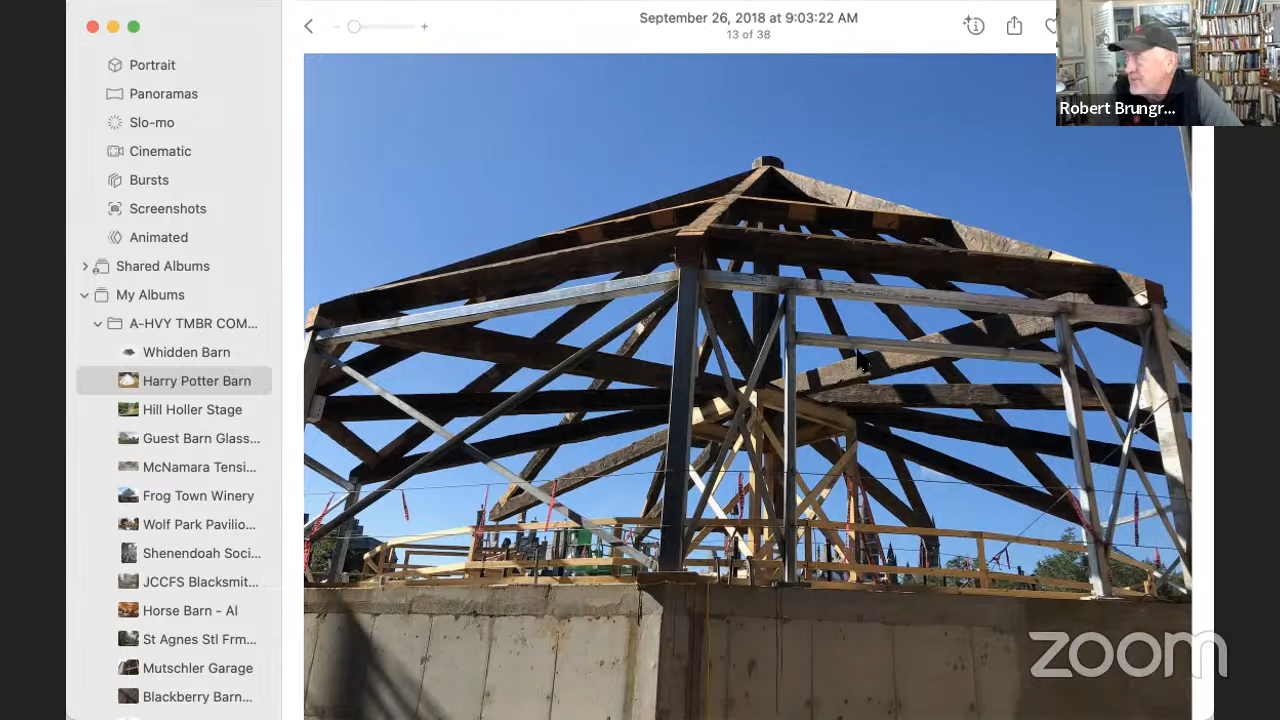 September 26, 2018 at 9:03:22 AM
13 of 38
Robert Brungr...
Portrait
Panoramas
Slo-mo
Cinematic
Bursts
Screenshots
Animated
Shared Albums
My Albums
A-HVY TMBR COM...
Whidden Barn
Harry Potter Barn
Hill Holler Stage
Guest Barn Glass...
McNamara Tensi...
Frog Town Winery
Wolf Park Pavilio...
Shenendoah Soci...
JCCFS Blacksmit...
Horse Barn - Al
St Agnes Stl Frm...
Mutschler Garage
Blackberry Barn...
zoom